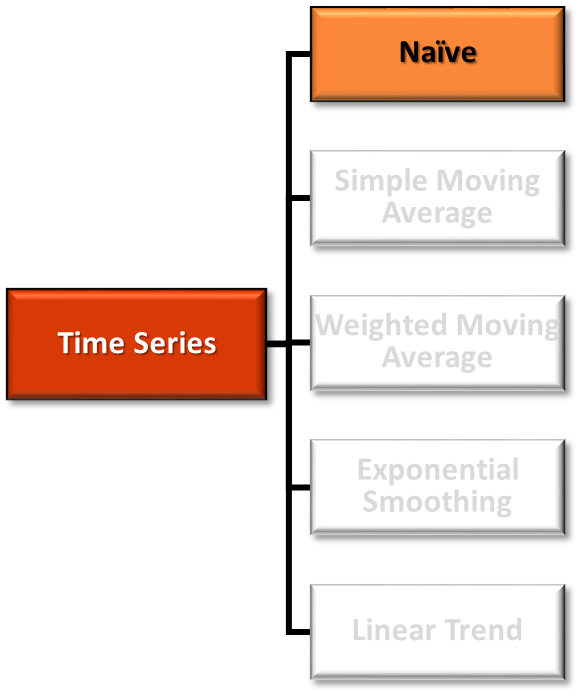 Naïve
Simple Moving
Average
Time Series
Weighted Moving
Average
Exponential
Smoothing
Linear Trend